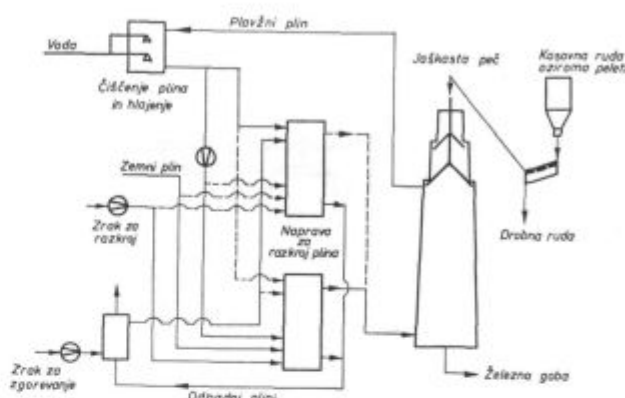 Plavžni plin
Voda
Čiščenje plina
in hlajenje
Jaškasta peč
Kosovna ruda
oziroma peleti
Zemni plin
Zrak za
razkroj
Naprava
za
razkroj plina
Drobna ruda
Zrak za
zgorevanje
Odpadni plini
Železna goba